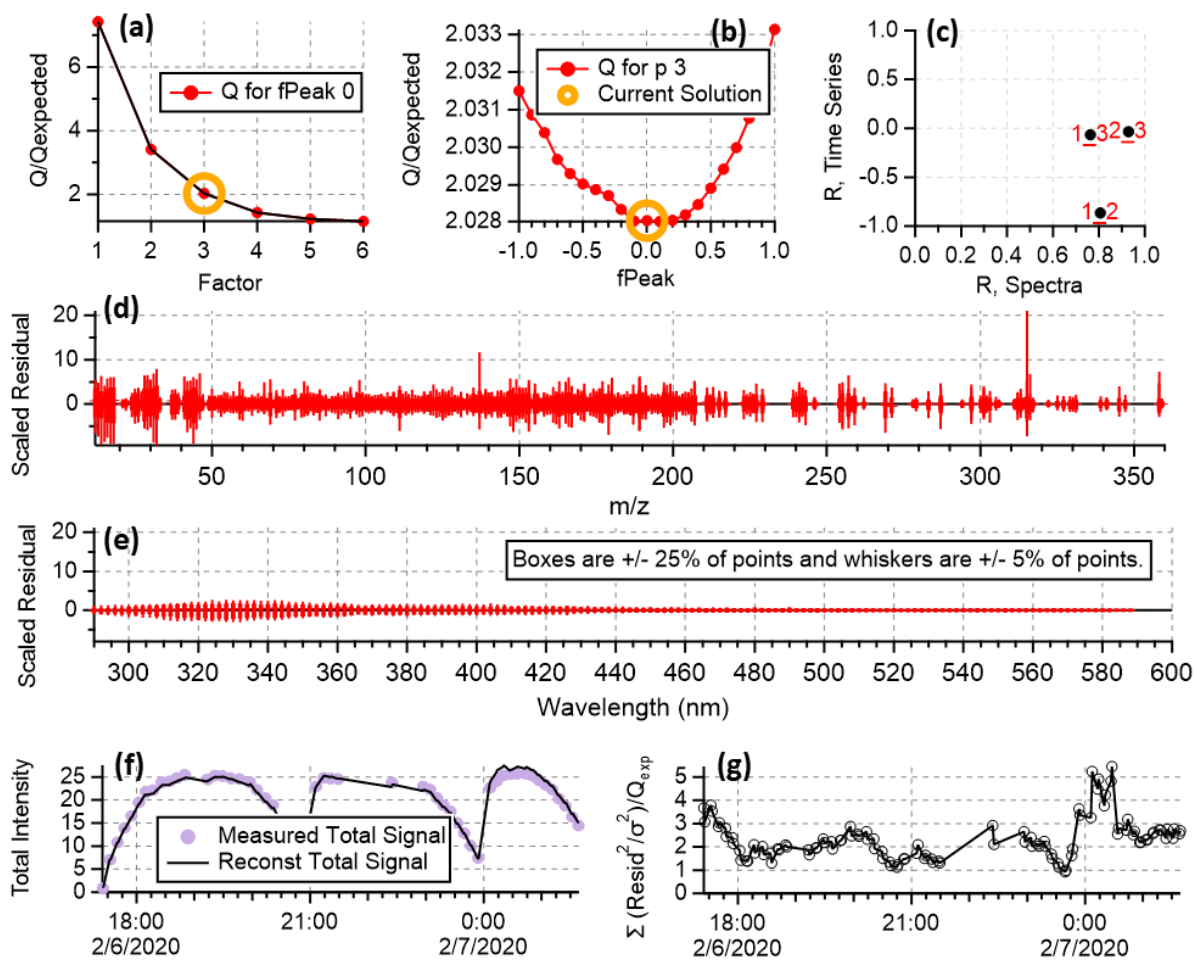 (a)
Q/Qexpected
6
4
2
Q for fPeak 0
1 2 3 4 5 6
Factor
(b)
Q/Qexpected
2.033
2.032
2.031
2.030
2.029
2.028
Q for p 3
Current Solution
-1.0 -0.5 0.0 0.5 1.0
fPeak
(c)
R, Time Series
1.0
0.5
0.0
-0.5
-1.0
1 3
2 3
1 2
0.0 0.2 0.4 0.6 0.8 1.0
R, Spectra
(d)
Scaled Residual
20
10
0
50 100 150 200 250 300 350
m/z
(e)
Scaled Residual
20
10
0
Boxes are +/- 25% of points and whiskers are +/- 5% of points.
300 320 340 360 380 400 420 440 460 480 500 520 540 560 580 600
Wavelength (nm)
(f)
Total Intensity
25
20
15
10
5
0
Measured Total Signal
Reconst Total Signal
18:00 21:00 0:00
2/6/2020 2/7/2020
(g)
Σ (Resid²/σ²)/Qexp
5
4
3
2
1
0
18:00 21:00 0:00
2/6/2020 2/7/2020